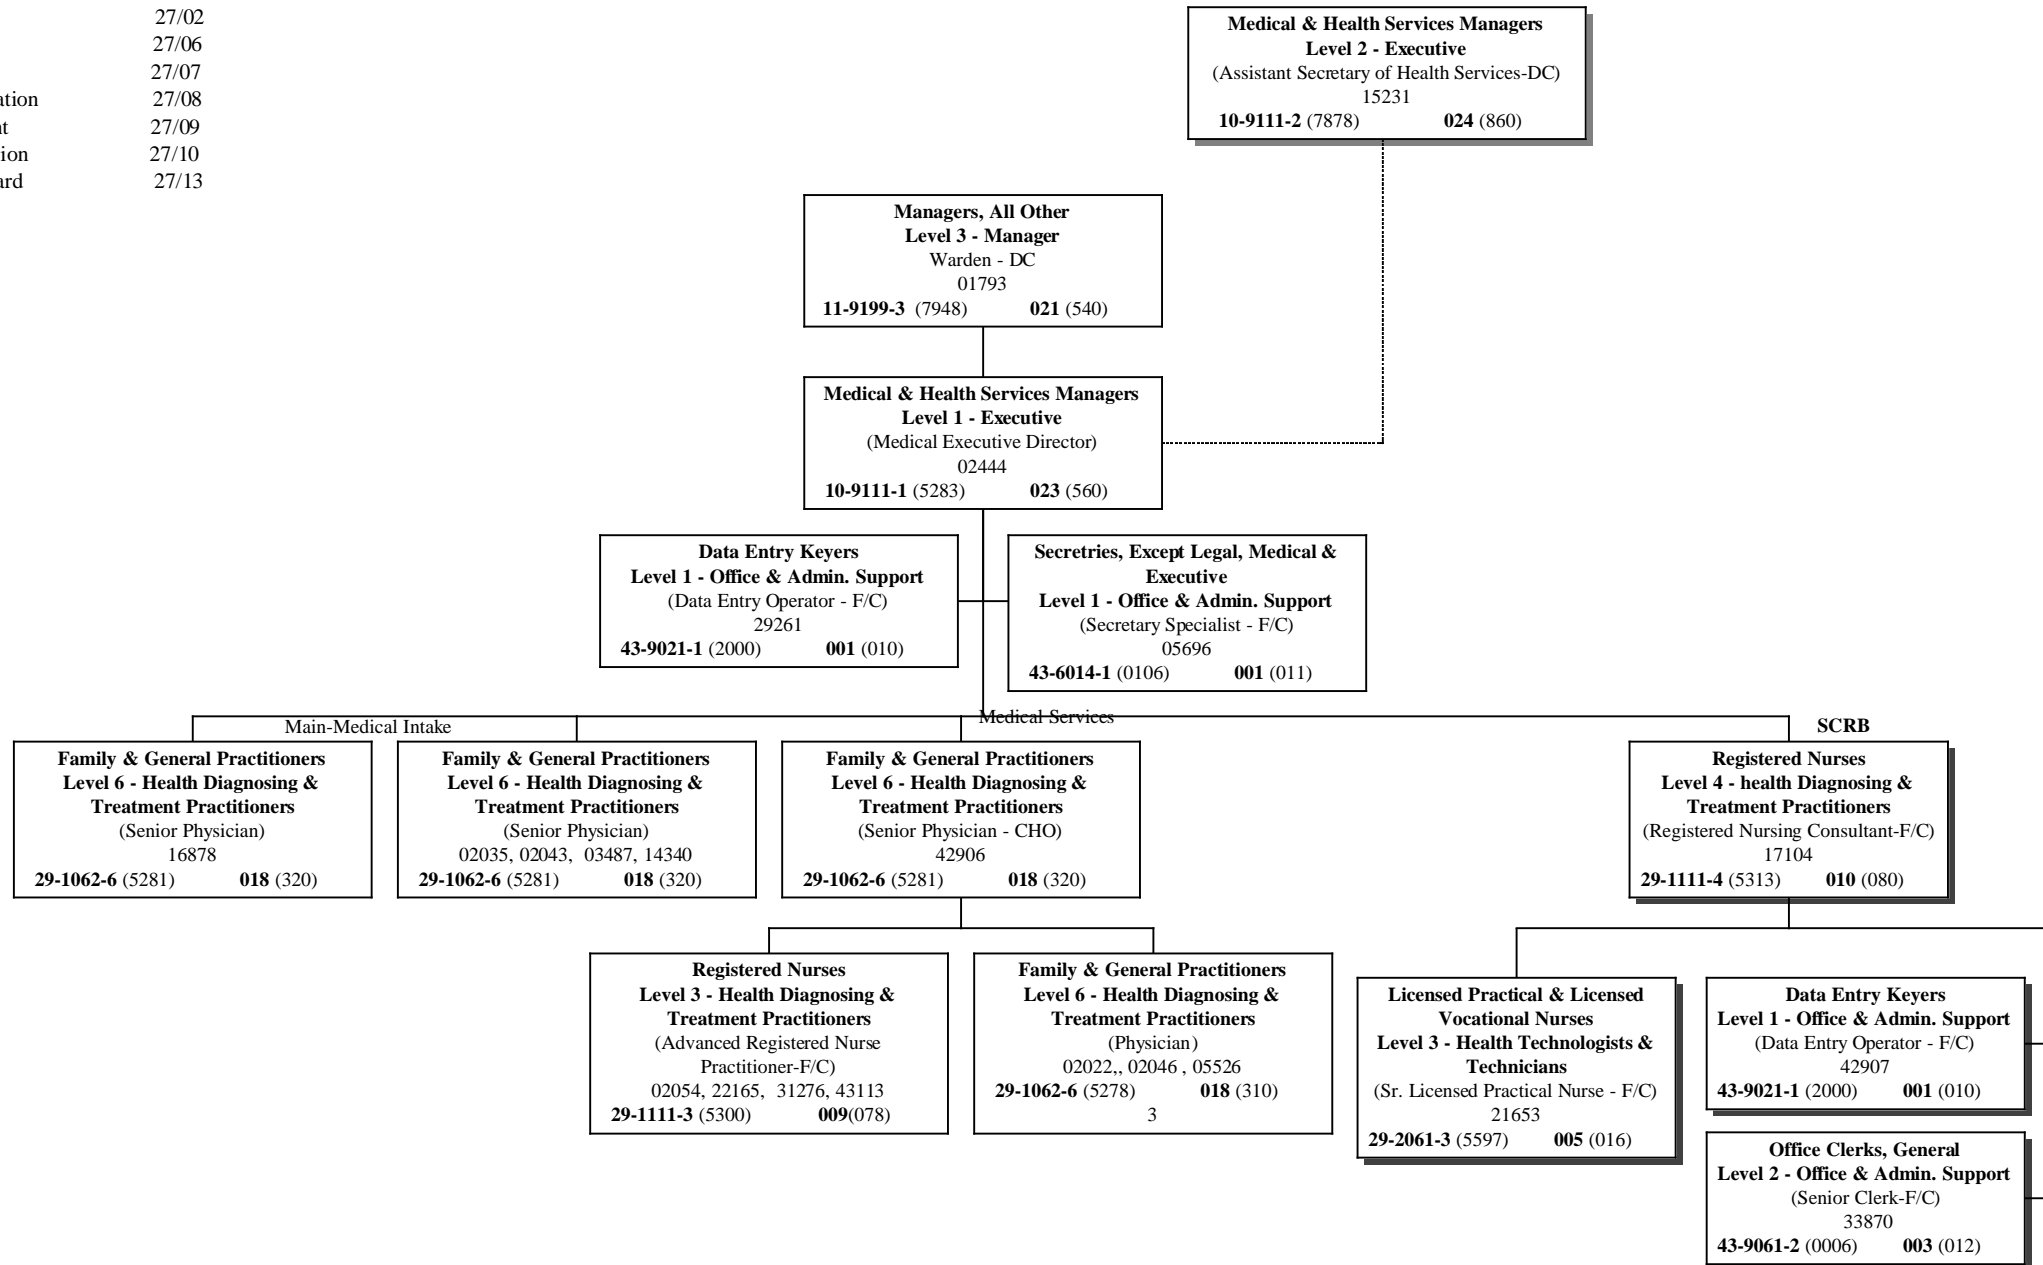 27/02
27/06
27/07
ation 27/08
nt 27/09
ion 27/10
ard 27/13
Medical & Health Services Managers
Level 2 - Executive
(Assistant Secretary of Health Services-DC)
15231
10-9111-2 (7878) 024 (860)
Managers, All Other
Level 3 - Manager
Warden - DC
01793
11-9199-3 (7948) 021 (540)
Medical & Health Services Managers
Level 1 - Executive
(Medical Executive Director)
02444
10-9111-1 (5283) 023 (560)
Data Entry Keyers
Level 1 - Office & Admin. Support
(Data Entry Operator - F/C)
29261
43-9021-1 (2000) 001 (010)
Secretries, Except Legal, Medical &
Executive
Level 1 - Office & Admin. Support
(Secretary Specialist - F/C)
05696
43-6014-1 (0106) 001 (011)
Main-Medical Intake
Medical Services
SCRB
Family & General Practitioners
Level 6 - Health Diagnosing &
Treatment Practitioners
(Senior Physician)
16878
29-1062-6 (5281) 018 (320)
Family & General Practitioners
Level 6 - Health Diagnosing &
Treatment Practitioners
(Senior Physician)
02035, 02043, 03487, 14340
29-1062-6 (5281) 018 (320)
Family & General Practitioners
Level 6 - Health Diagnosing &
Treatment Practitioners
(Senior Physician - CHO)
42906
29-1062-6 (5281) 018 (320)
Registered Nurses
Level 4 - health Diagnosing &
Treatment Practitioners
(Registered Nursing Consultant-F/C)
17104
29-1111-4 (5313) 010 (080)
Registered Nurses
Level 3 - Health Diagnosing &
Treatment Practitioners
(Advanced Registered Nurse
Practitioner-F/C)
02054, 22165, 31276, 43113
29-1111-3 (5300) 009(078)
Family & General Practitioners
Level 6 - Health Diagnosing &
Treatment Practitioners
(Physician)
02022,, 02046 , 05526
29-1062-6 (5278) 018 (310)
3
Licensed Practical & Licensed
Vocational Nurses
Level 3 - Health Technologists &
Technicians
(Sr. Licensed Practical Nurse - F/C)
21653
29-2061-3 (5597) 005 (016)
Data Entry Keyers
Level 1 - Office & Admin. Support
(Data Entry Operator - F/C)
42907
43-9021-1 (2000) 001 (010)
Office Clerks, General
Level 2 - Office & Admin. Support
(Senior Clerk-F/C)
33870
43-9061-2 (0006) 003 (012)